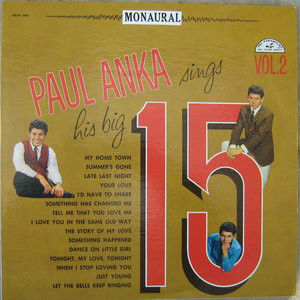 MONAURAL
PAUL ANKA sings
VOL.2
his big 15
MY HOME TOWN
SUMMER'S GONE
LATE LAST NIGHT
YOUR LOVE
I'D HAVE TO SHARE
SOMETHING HAS CHANGED ME
TELL ME THAT YOU LOVE ME
I LOVE YOU IN THE SAME OLD WAY
THE STORY OF MY LOVE
SOMETHING HAPPENED
DANCE ON LITTLE GIRL
TONIGHT, MY LOVE, TONIGHT
WHEN I STOP LOVING YOU
JUST YOUNG
LET THE BELLS KEEP RINGING